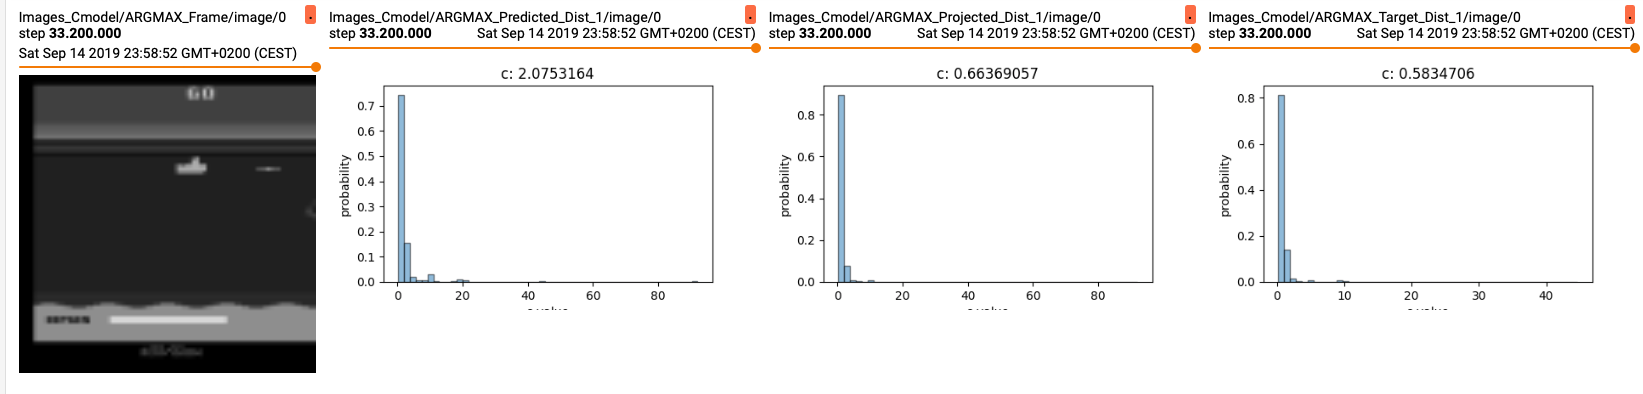 Images_Cmodel/ARGMAX_Frame/image/0
step 33.200.000
Sat Sep 14 2019 23:58:52 GMT+0200 (CEST)
60
Images_Cmodel/ARGMAX_Predicted_Dist_1/image/0
step 33.200.000 Sat Sep 14 2019 23:58:52 GMT+0200 (CEST)
c: 2.0753164
probability
0.7
0.6
0.5
0.4
0.3
0.2
0.1
0.0
0 20 40 60 80
Images_Cmodel/ARGMAX_Projected_Dist_1/image/0
step 33.200.000 Sat Sep 14 2019 23:58:52 GMT+0200 (CEST)
c: 0.66369057
probability
0.8
0.6
0.4
0.2
0.0
0 20 40 60 80
Images_Cmodel/ARGMAX_Target_Dist_1/image/0
step 33.200.000 Sat Sep 14 2019 23:58:52 GMT+0200 (CEST)
c: 0.5834706
probability
0.8
0.6
0.4
0.2
0.0
0 10 20 30 40